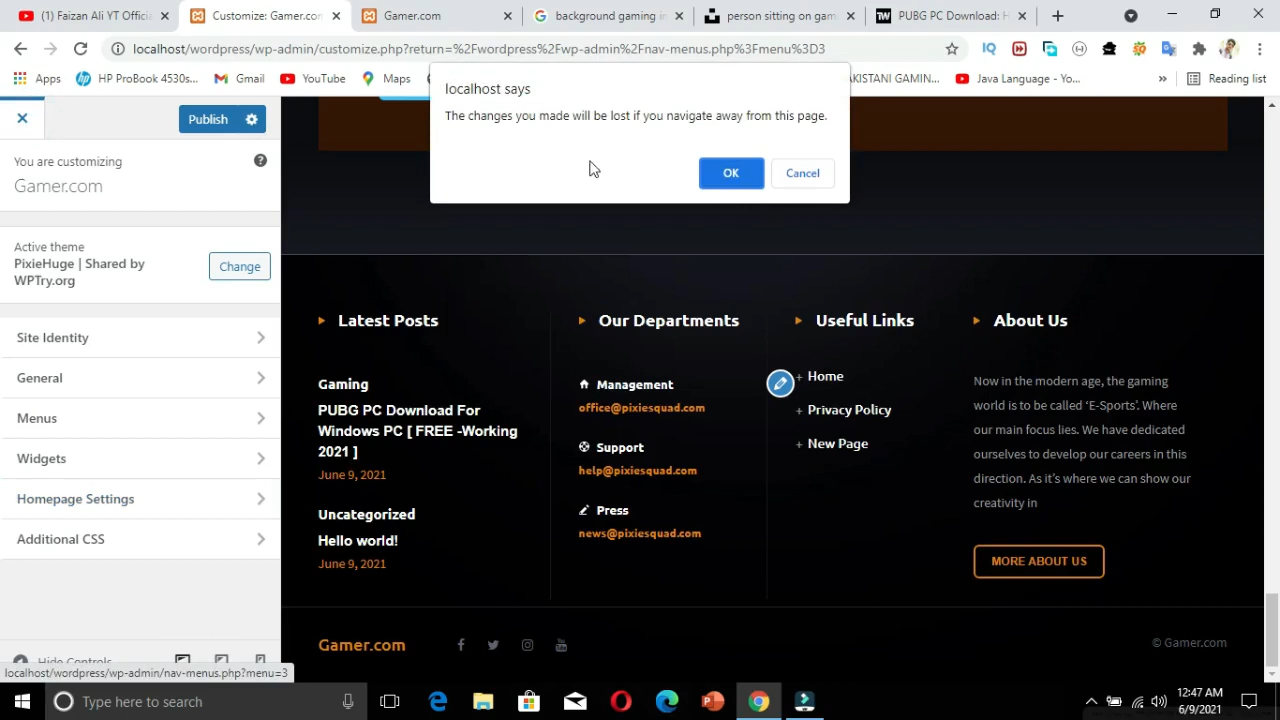 (1) Faizan Ali YT Offici
Customize: Gamer.con
Gamer.com
background gaming in
person sitting on gam
PUBG PC Download: H
localhost/wordpress/wp-admin/customize.php?return=%2Fwordpress%2Fwp-admin%2Fnav-menus.php%3Fmenu%3D3
Apps
HP ProBook 4530s...
Gmail
YouTube
Maps
AKISTANI GAMIN...
Java Language - Yo...
»
Reading list
localhost says
The changes you made will be lost if you navigate away from this page.
OK
Cancel
Publish
You are customizing
Gamer.com
Active theme
PixieHuge | Shared by
WPTry.org
Change
Site Identity
General
Menus
Widgets
Homepage Settings
Additional CSS
Hide Controls
localhost/wordpress/wp-admin/nav-menus.php?menu=3
Latest Posts
Gaming
PUBG PC Download For
Windows PC [ FREE -Working
2021 ]
June 9, 2021
Uncategorized
Hello world!
June 9, 2021
Our Departments
Management
office@pixiesquad.com
Support
help@pixiesquad.com
Press
news@pixiesquad.com
Useful Links
+ Home
+ Privacy Policy
+ New Page
About Us
Now in the modern age, the gaming
world is to be called ‘E-Sports’. Where
our main focus lies. We have dedicated
ourselves to develop our careers in this
direction. As it’s where we can show our
creativity in
MORE ABOUT US
Gamer.com
© Gamer.com
Type here to search
12:47 AM
6/9/2021